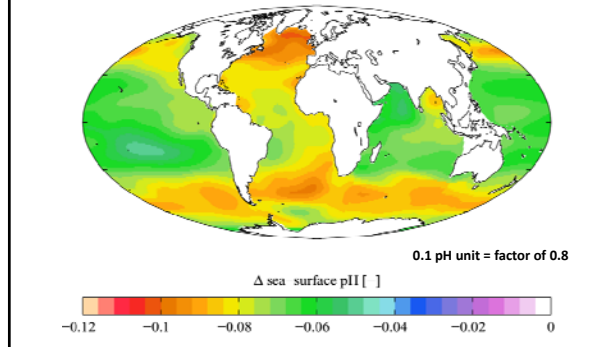 0.1 pH unit = factor of 0.8
Δ sea surface pH [-]
−0.12 −0.1 −0.08 −0.06 −0.04 −0.02 0